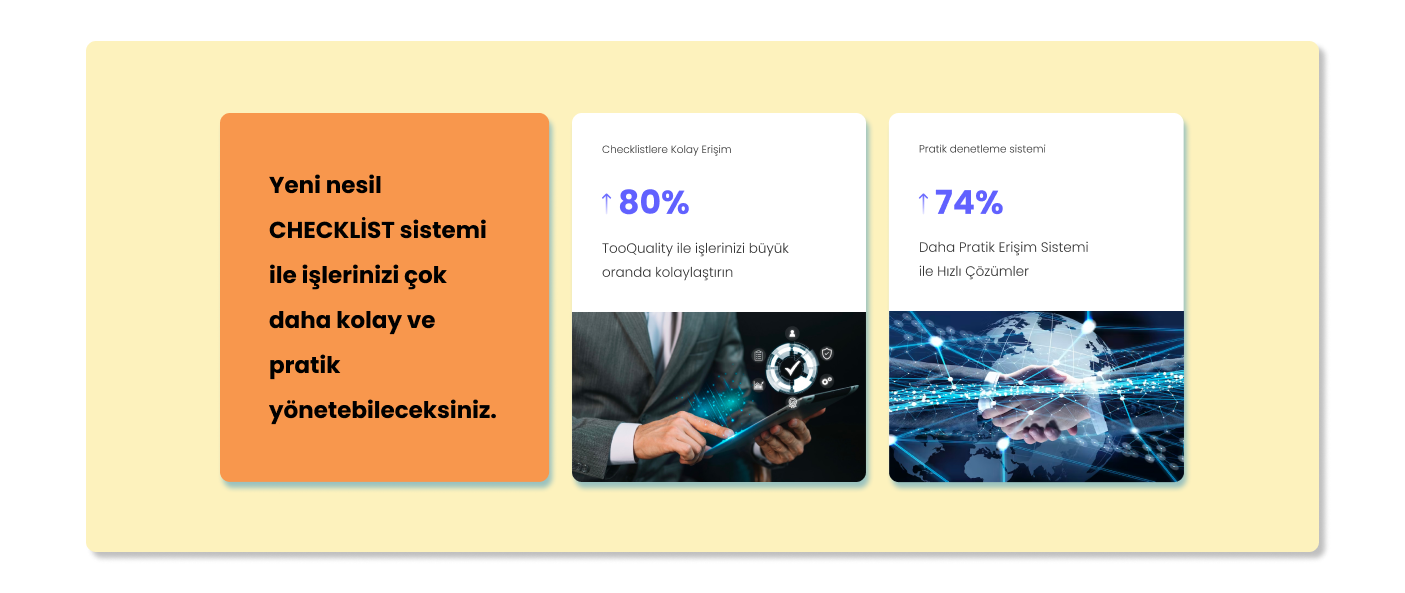 Yeni nesil
CHECKLİST sistemi
ile işlerinizi çok
daha kolay ve
pratik
yönetebileceksiniz.
Checklistlere Kolay Erişim
↑ 80%
TooQuality ile işlerinizi büyük
oranda kolaylaştırın
Pratik denetleme sistemi
↑ 74%
Daha Pratik Erişim Sistemi
ile Hızlı Çözümler